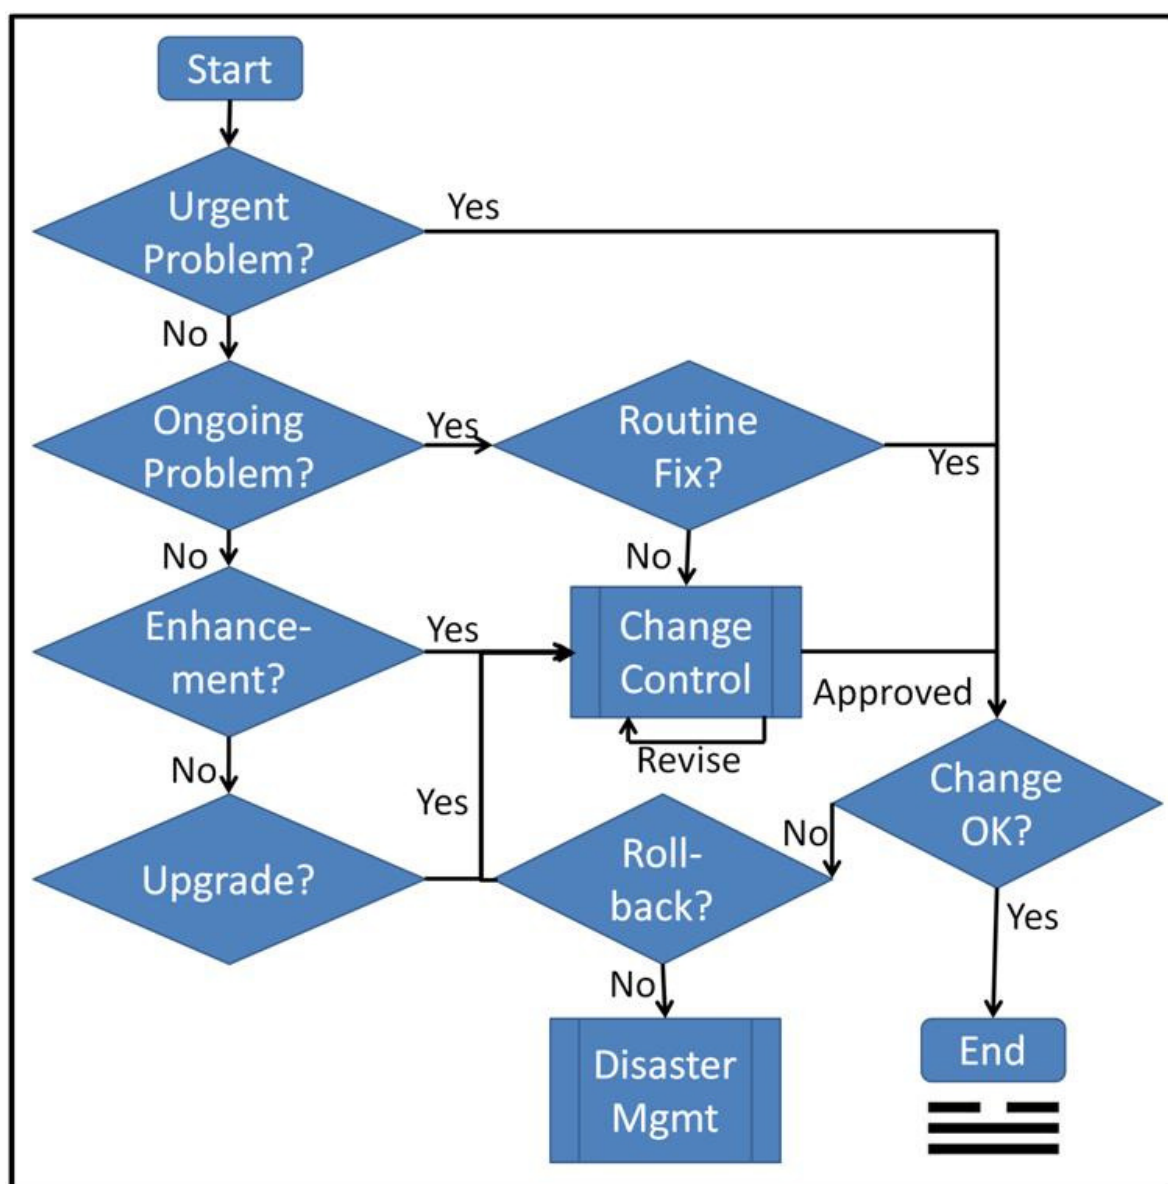 Start
Urgent
Problem?
Yes
No
Ongoing
Problem?
Yes
Routine
Fix?
Yes
No
No
Enhance-
ment?
Yes
Change
Control
Approved
Revise
No
Upgrade?
Yes
Roll-
back?
No
Change
OK?
Yes
No
Disaster
Mgmt
End